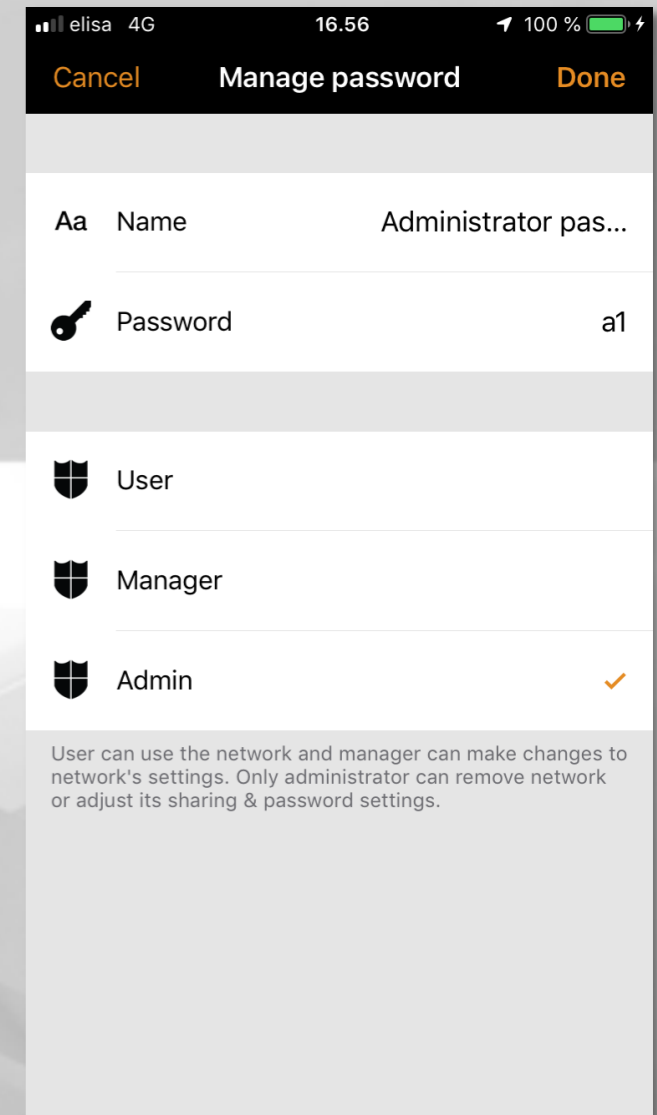 elisa 4G 16.56 100 %
Cancel Manage password Done
Aa Name Administrator pas...
Password a1
User
Manager
Admin
User can use the network and manager can make changes to
network's settings. Only administrator can remove network
or adjust its sharing & password settings.